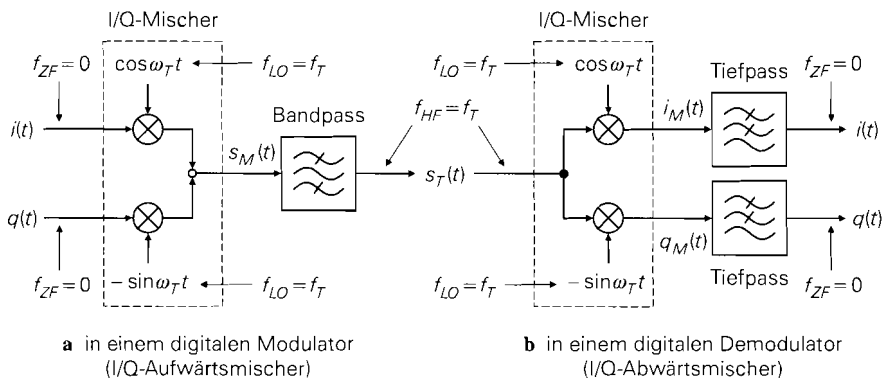 I/Q-Mischer
I/Q-Mischer
f_ZF = 0
cos ω_T t
f_LO = f_T
f_LO = f_T
cos ω_T t
Tiefpass
f_ZF = 0
Bandpass
i(t)
s_M(t)
f_HF = f_T
i_M(t)
i(t)
s_T(t)
q(t)
q_M(t)
q(t)
Tiefpass
f_ZF = 0
− sin ω_T t
f_LO = f_T
f_LO = f_T
− sin ω_T t
f_ZF = 0
a in einem digitalen Modulator
(I/Q-Aufwärtsmischer)
b in einem digitalen Demodulator
(I/Q-Abwärtsmischer)